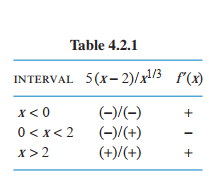 Table 4.2.1
INTERVAL 5(x – 2)/x^1/3 f′(x)
x < 0 (–)/(–) +
0 < x < 2 (–)/(+) –
x > 2 (+)/(+) +